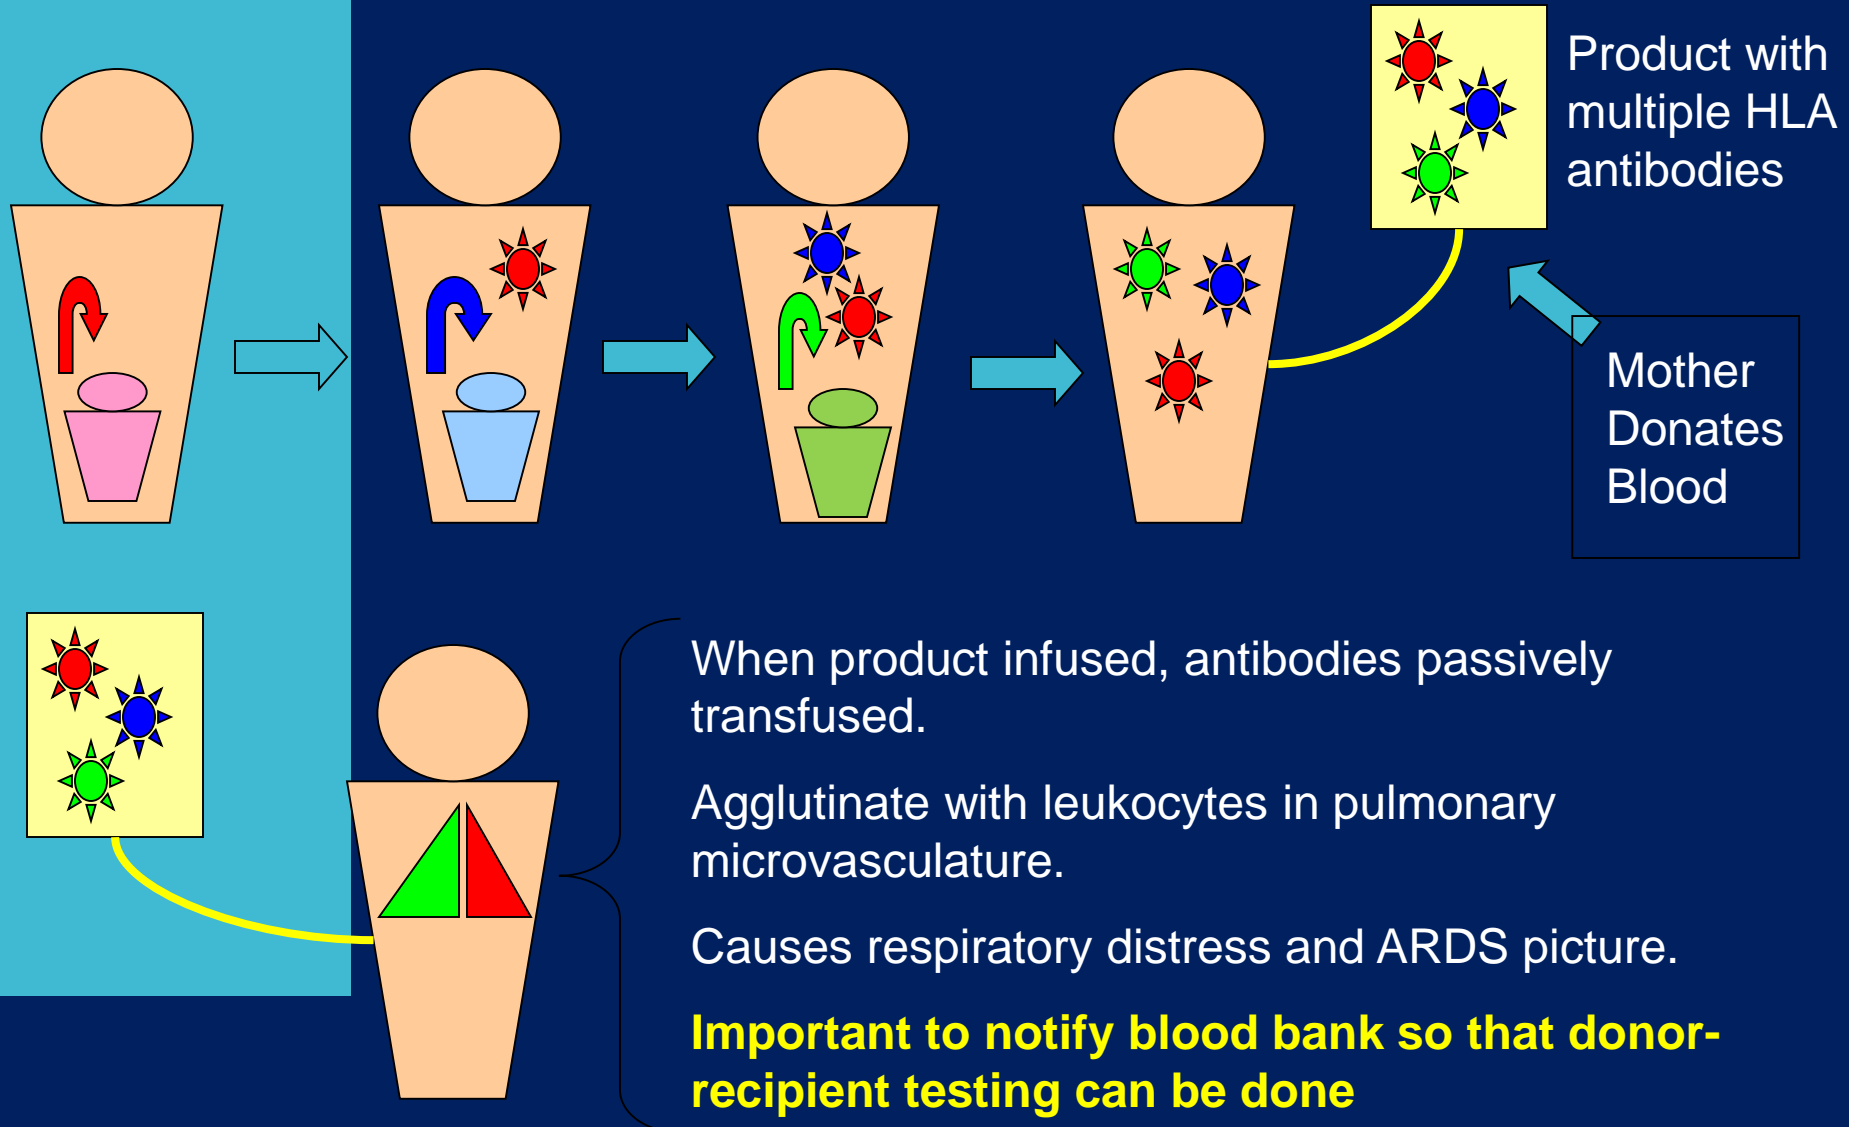 Product with
multiple HLA
antibodies
Mother
Donates
Blood
When product infused, antibodies passively
transfused.
Agglutinate with leukocytes in pulmonary
microvasculature.
Causes respiratory distress and ARDS picture.
Important to notify blood bank so that donor-
recipient testing can be done